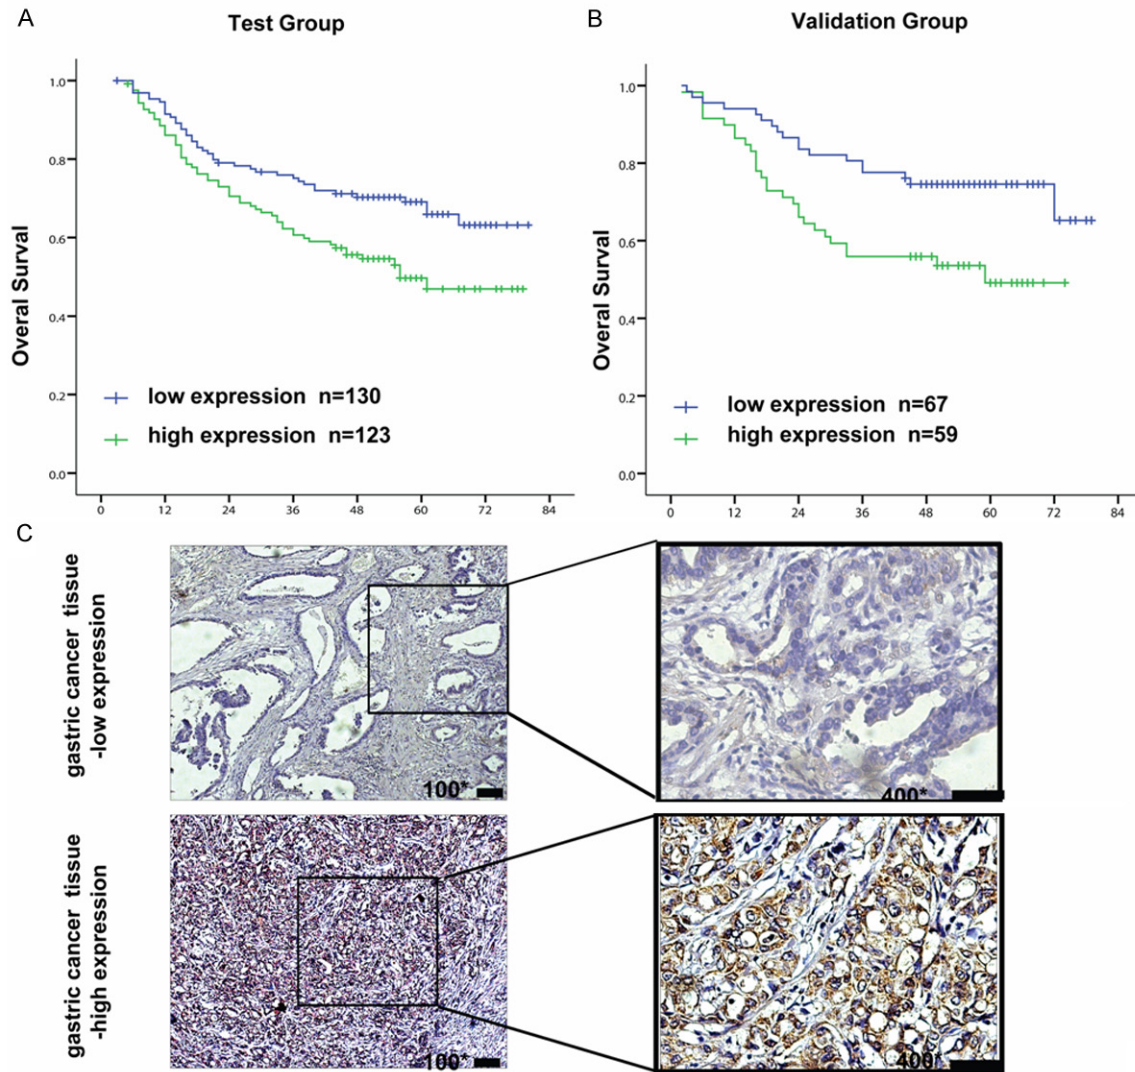 A
Test Group
Overal Surval
1.0
0.8
0.6
0.4
0.2
0.0
low expression n=130
high expression n=123
0 12 24 36 48 60 72 84
B
Validation Group
Overal Surval
1.0
0.8
0.6
0.4
0.2
0.0
low expression n=67
high expression n=59
0 12 24 36 48 60 72 84
C
gastric cancer tissue
-low expression
100*
400*
gastric cancer tissue
-high expression
100*
400*